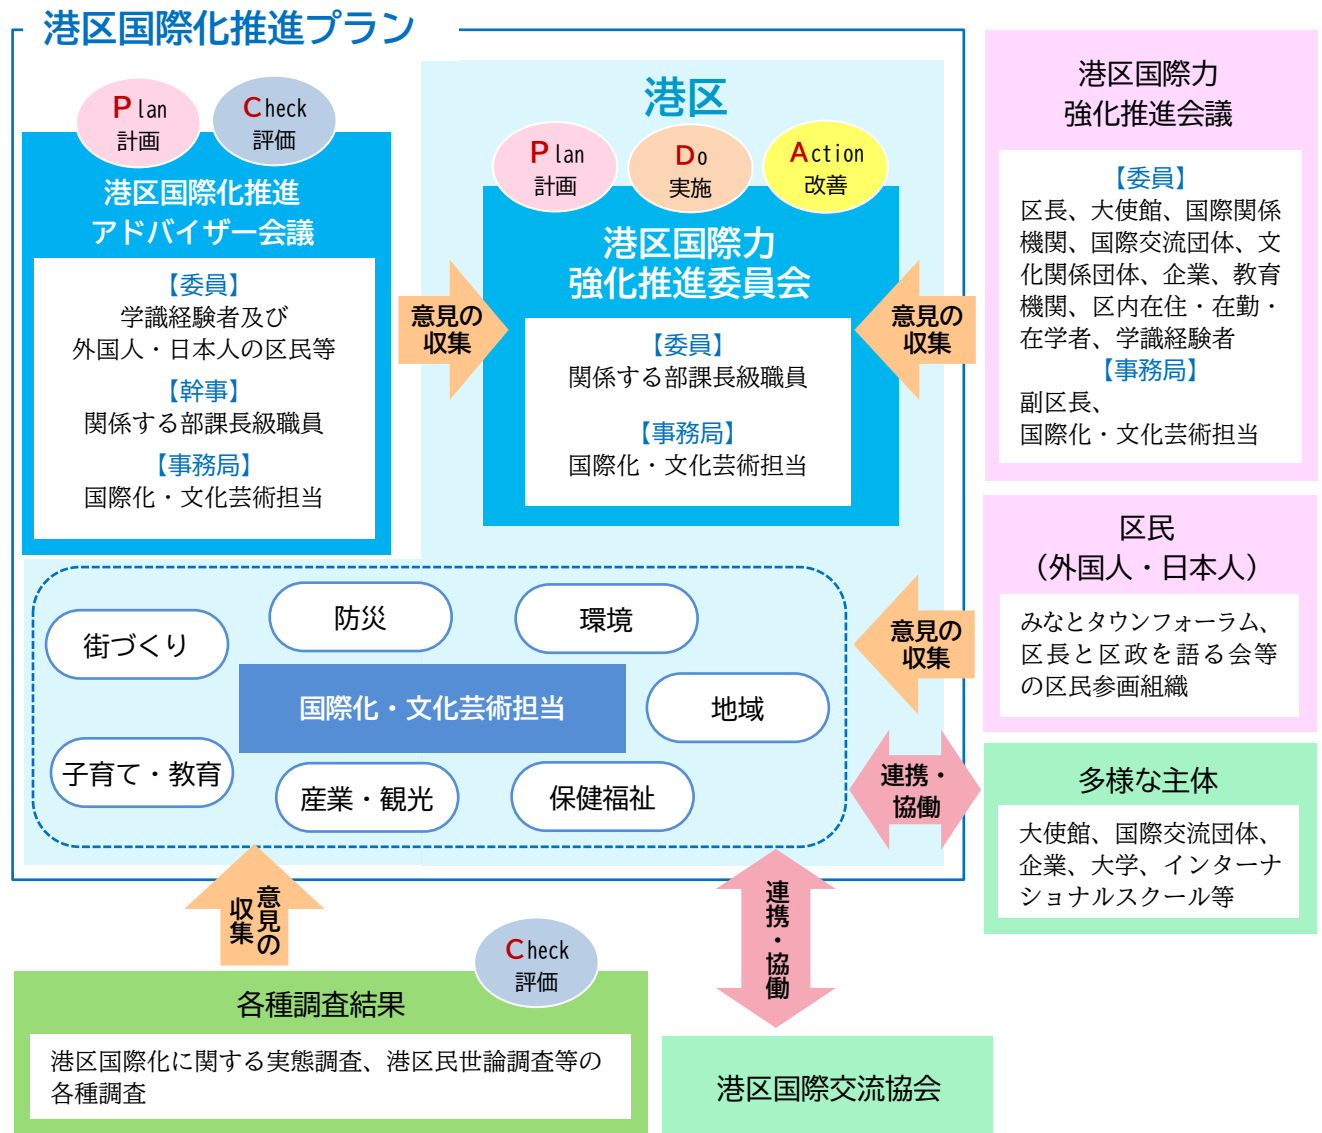 港区国際化推進プラン
Plan
計画
Check
評価
港区国際化推進
アドバイザー会議
【委員】
学識経験者及び
外国人・日本人の区民等
【幹事】
関係する部課長級職員
【事務局】
国際化・文化芸術担当
意見の
収集
港区
Plan
計画
Do
実施
Action
改善
港区国際力
強化推進委員会
【委員】
関係する部課長級職員
【事務局】
国際化・文化芸術担当
意見の
収集
港区国際力
強化推進会議
【委員】
区長、大使館、国際関係
機関、国際交流団体、文
化関係団体、企業、教育
機関、区内在住・在勤・
在学者、学識経験者
【事務局】
副区長、
国際化・文化芸術担当
区民
（外国人・日本人）
みなとタウンフォーラム、
区長と区政を語る会等
の区民参画組織
意見の
収集
街づくり
防災
環境
国際化・文化芸術担当
地域
子育て・教育
産業・観光
保健福祉
連携・
協働
多様な主体
大使館、国際交流団体、
企業、大学、インターナ
ショナルスクール等
意見の
収集
連携・協働
Check
評価
各種調査結果
港区国際化に関する実態調査、港区民世論調査等の
各種調査
港区国際交流協会